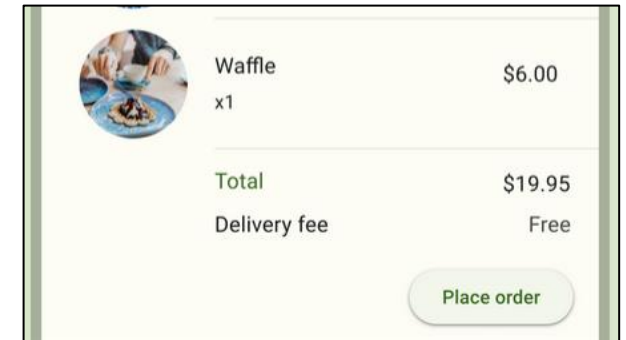 Waffle
$6.00
x1
Total
$19.95
Delivery fee
Free
Place order